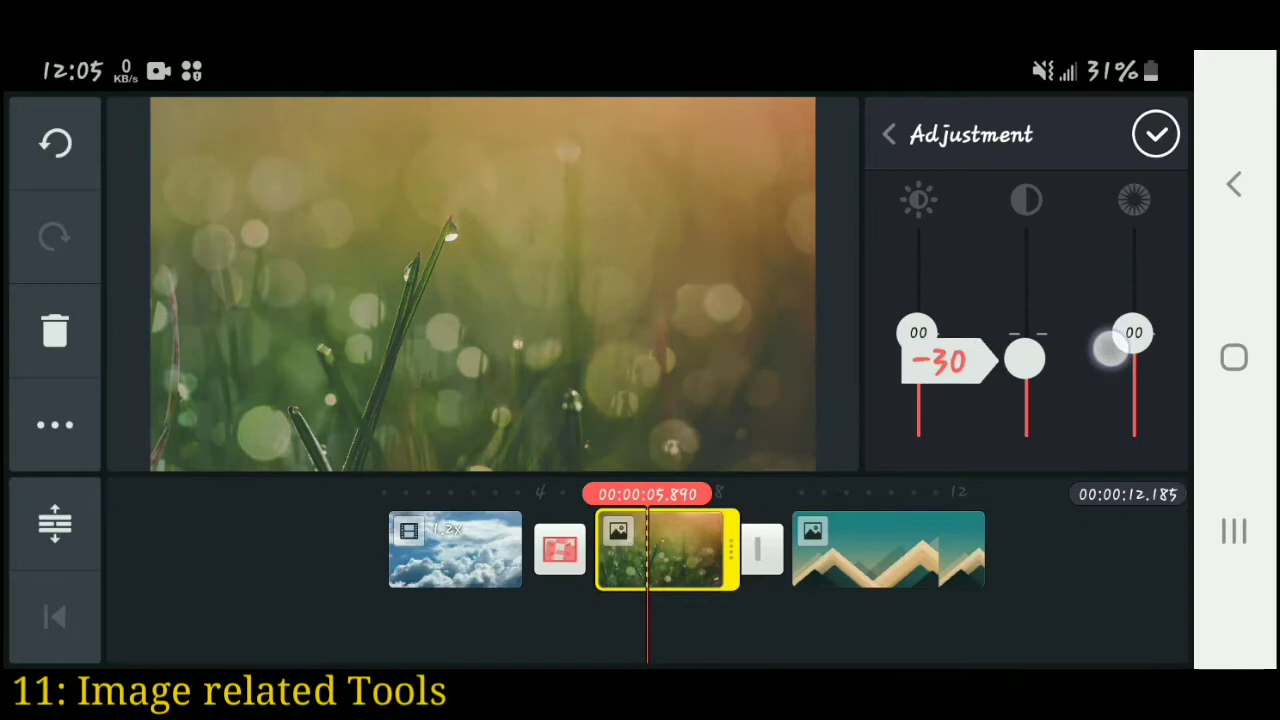 12:05 0 KB/s 31%
Adjustment
00 00
-30
4 00:00:05.890 8 12 00:00:12.185
1.2x
11: Image related Tools